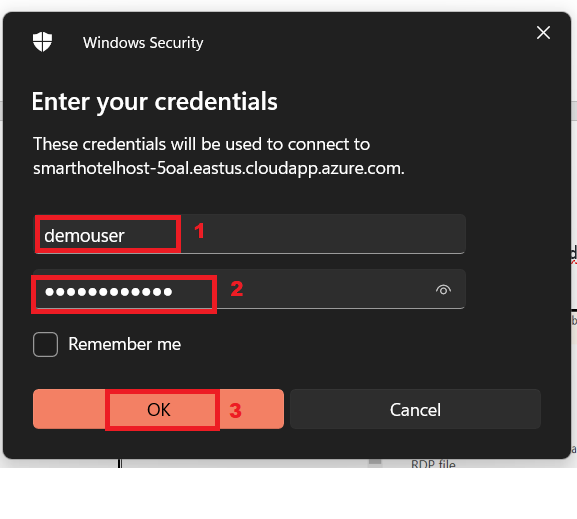 Windows Security
Enter your credentials
These credentials will be used to connect to
smarthotelhost-5oal.eastus.cloudapp.azure.com.
demouser 1
•••••••••••• 2
Remember me
OK 3 Cancel
RDP file